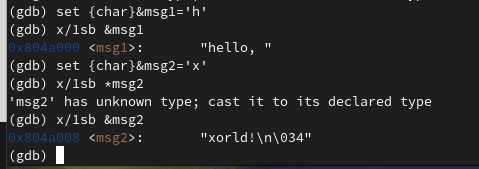 (gdb) set {char}&msg1='h'
(gdb) x/1sb &msg1
0x804a000 <msg1>:       "hello, "
(gdb) set {char}&msg2='x'
(gdb) x/1sb *msg2
'msg2' has unknown type; cast it to its declared type
(gdb) x/1sb &msg2
0x804a008 <msg2>:       "xorld!\n\034"
(gdb)